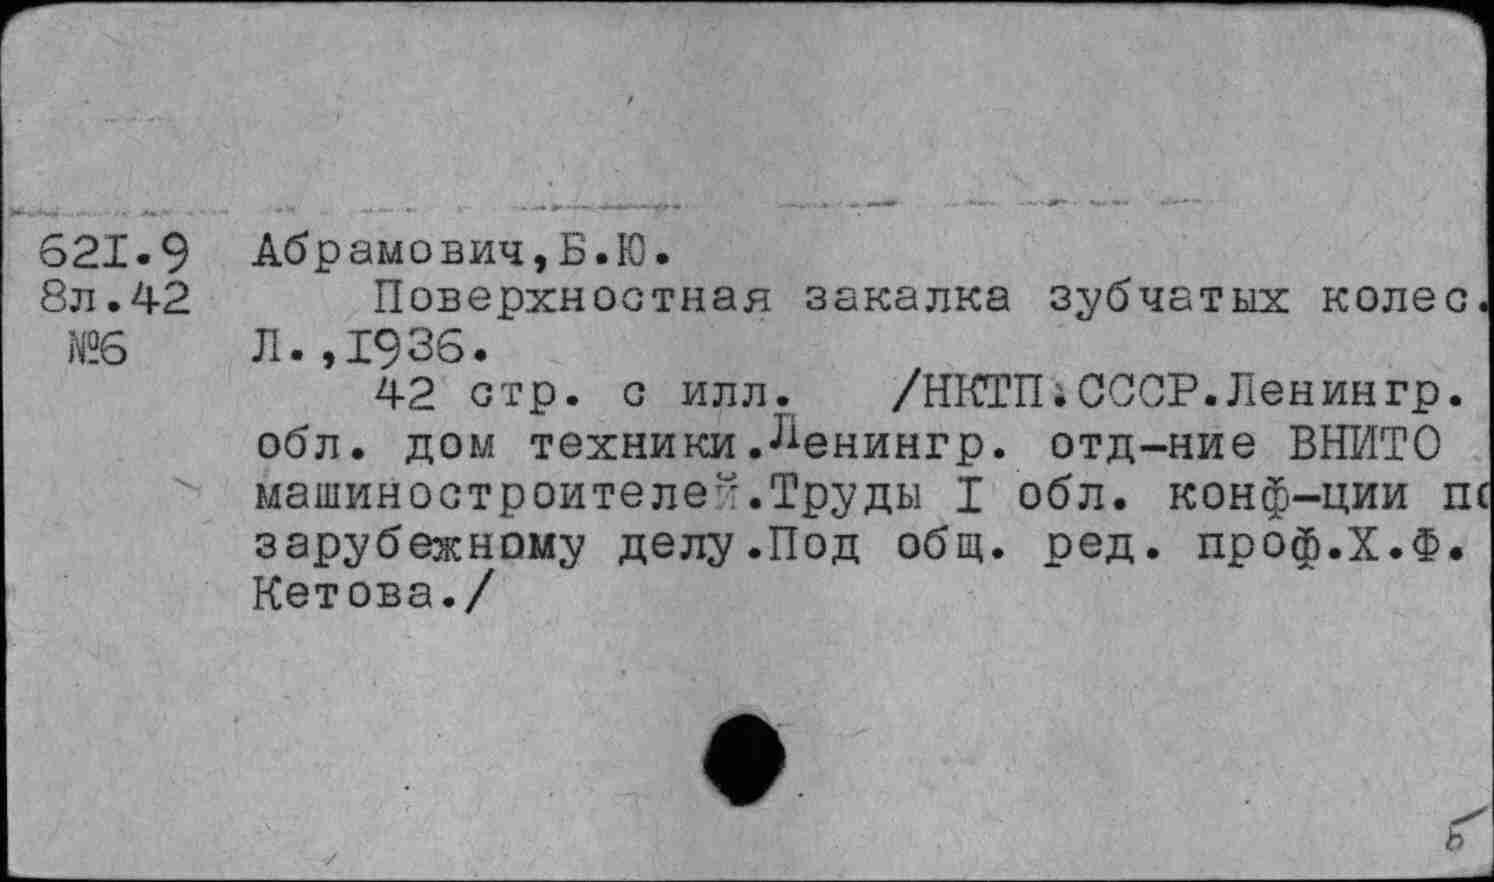 621.9 Абрамович,Б.Ю.
8л.42 Поверхностная закалка зубчатых колес.
№6 Л.,1936.
42 стр. с илл. /НКТП.СССР.Ленингр.
обл. дом техники.Ленингр. отд-ние ВНИТО
машиностроителей.Труды I обл. конф-ции по
зарубежному делу.Под общ. ред. проф.Х.Ф.
Кетова./